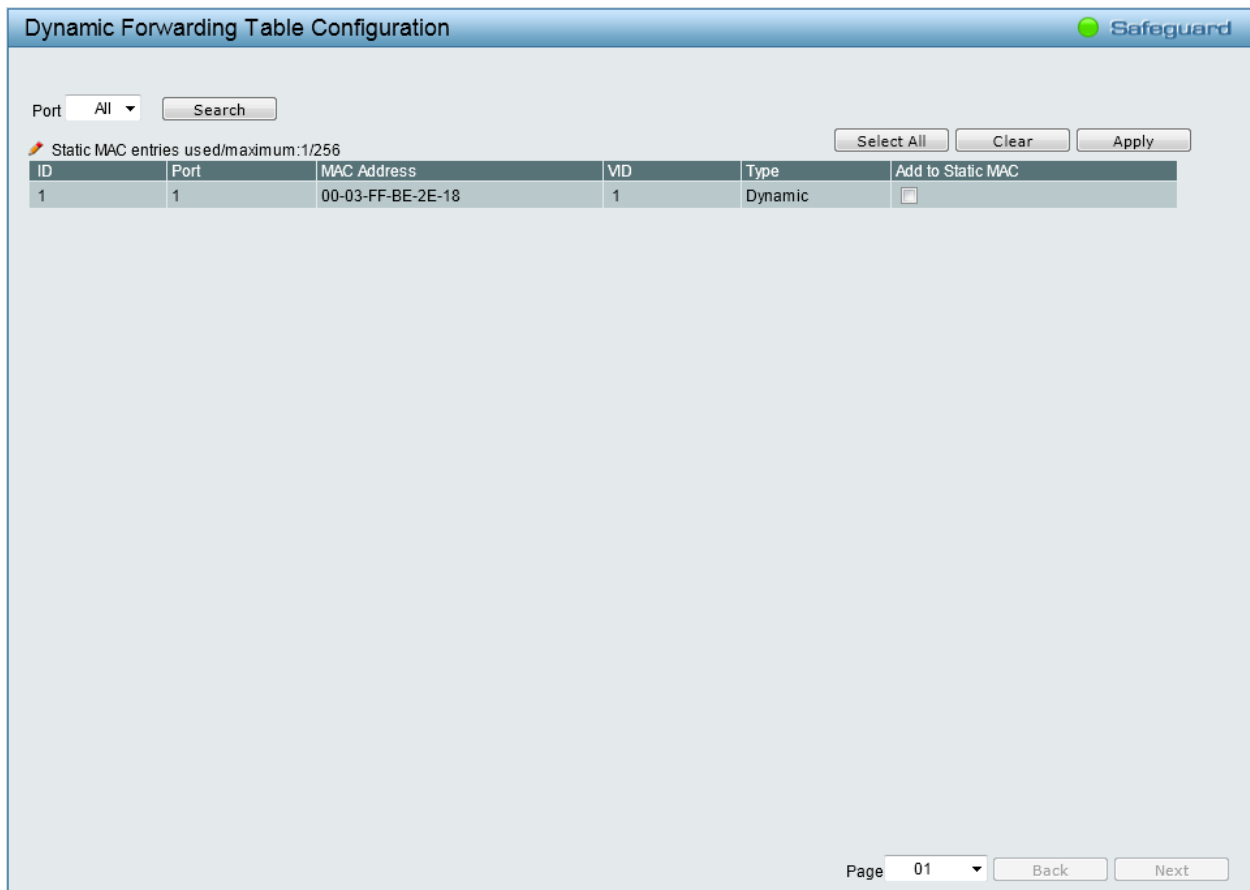 Dynamic Forwarding Table Configuration Safeguard
Port All Search
Static MAC entries used/maximum:1/256 Select All Clear Apply
ID Port MAC Address VID Type Add to Static MAC
1 1 00-03-FF-BE-2E-18 1 Dynamic
Page 01 Back Next